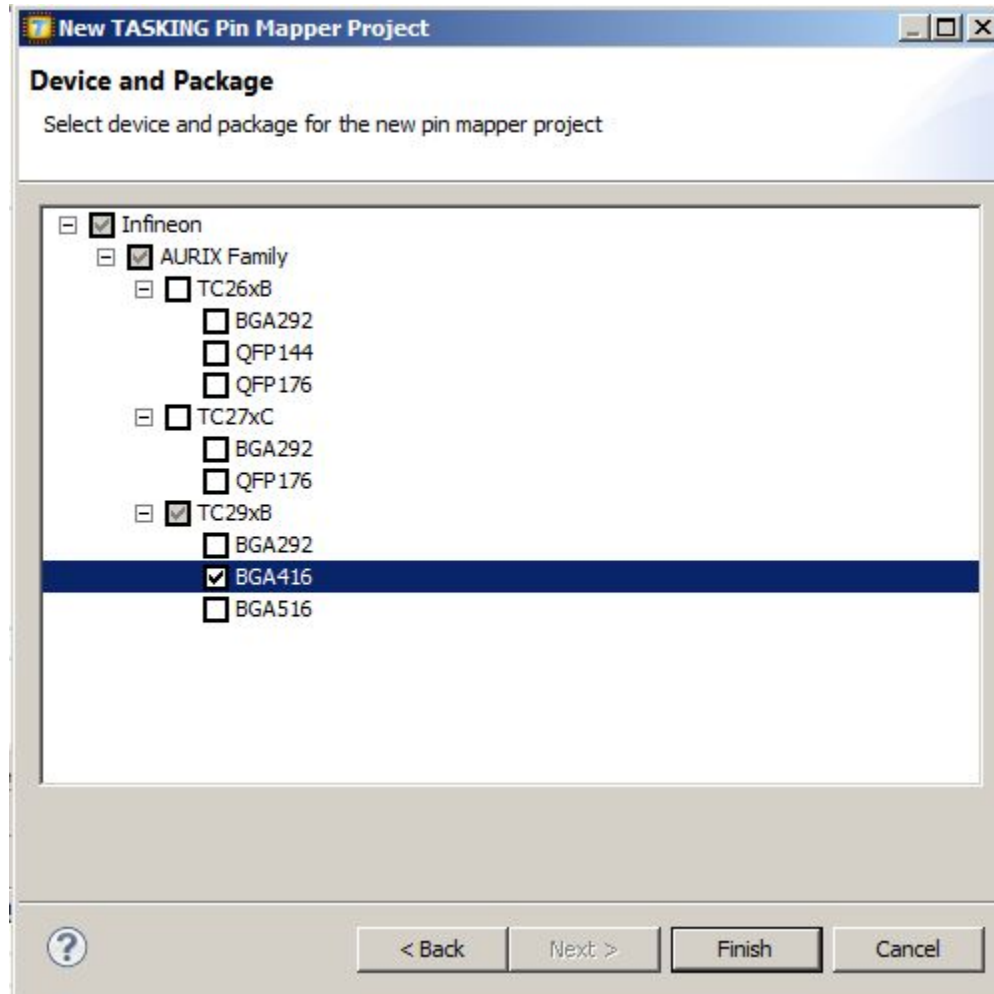 New TASKING Pin Mapper Project
Device and Package
Select device and package for the new pin mapper project
Infineon
AURIX Family
TC26xB
BGA292
QFP144
QFP176
TC27xC
BGA292
QFP176
TC29xB
BGA292
BGA416
BGA516
< Back Next > Finish Cancel